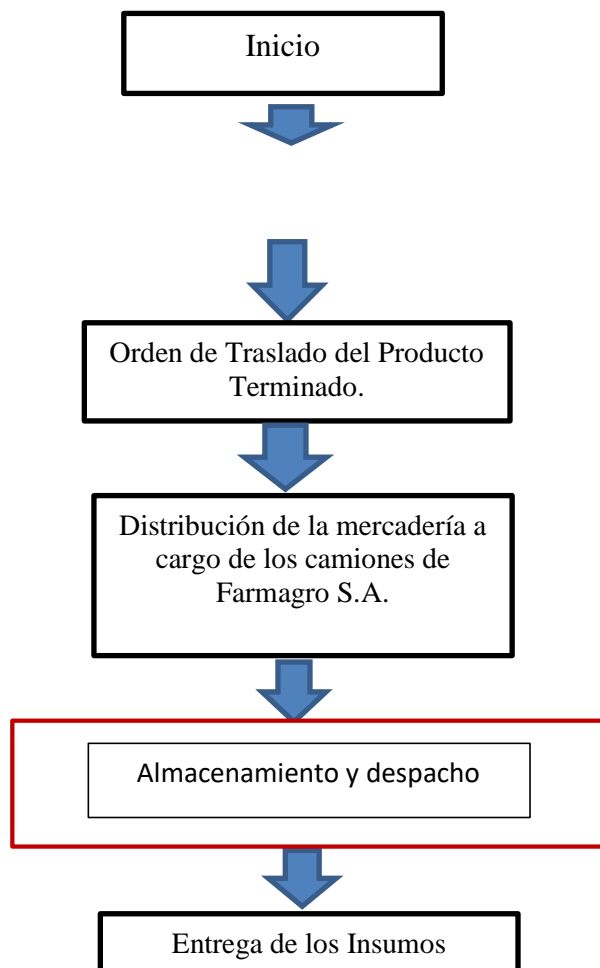 Inicio
Orden de Traslado del Producto
Terminado.
Distribución de la mercadería a
cargo de los camiones de
Farmagro S.A.
Almacenamiento y despacho
Entrega de los Insumos